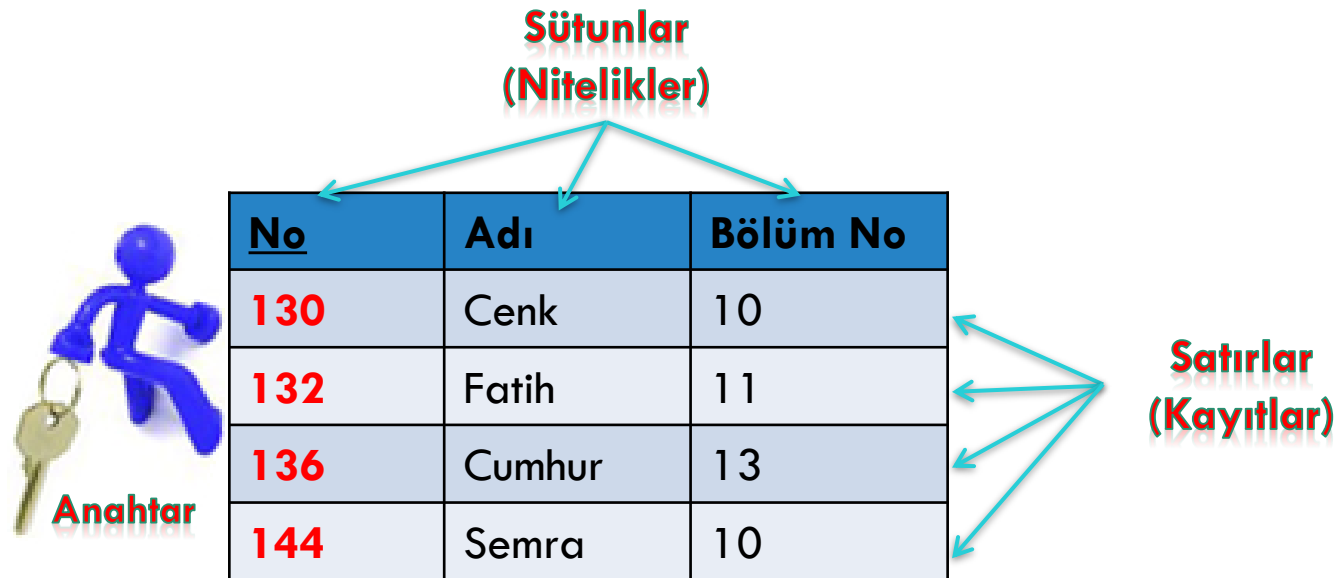 Sütunlar
(Nitelikler)
No Adı Bölüm No
130 Cenk 10
132 Fatih 11
136 Cumhur 13
144 Semra 10
Anahtar
Satırlar
(Kayıtlar)